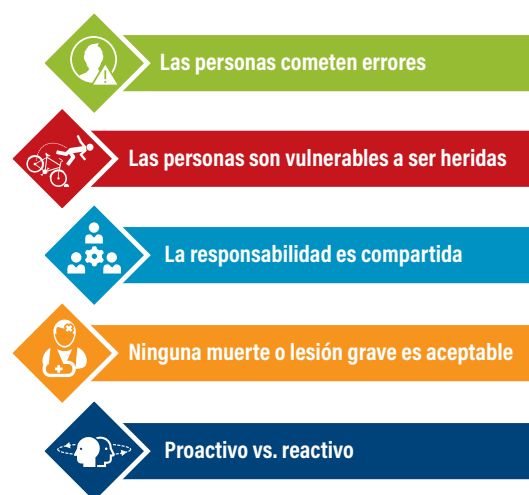 Las personas cometen errores
Las personas son vulnerables a ser heridas
La responsabilidad es compartida
Ninguna muerte o lesión grave es aceptable
Proactivo vs. reactivo